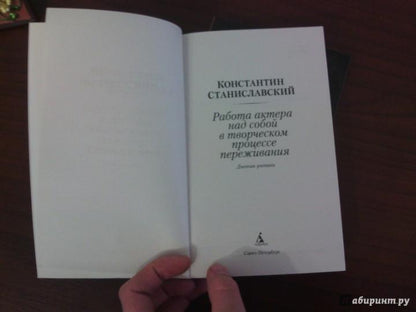 КОНСТАНТИН
СТАНИСЛАВСКИЙ
Работа актера
над собой
в творческом
процессе
переживания
Дневник ученика
Санкт-Петербург
абиринт.ру